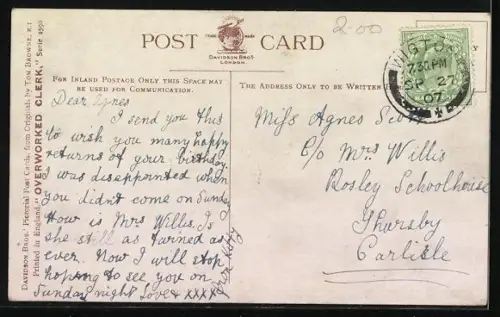 2-00
POST CARD
DAVIDSON BROS.
LONDON.
FOR INLAND POSTAGE ONLY THIS SPACE MAY
BE USED FOR COMMUNICATION.
THE ADDRESS ONLY TO BE WRITTEN
WIGTON
7.30PM
SP 27
07
Dear Agnes
I send you this
to wish you many happy
returns of your birthday.
I was disappointed when
you didn't come on Sunday
How is Mrs Willis, Is
she still as turned as
ever. Now I will stop
hoping to see you on
Sunday night Love xxxx
from Katy
Miss Agnes Scott
C/o Mrs Willis
Rosley Schoolhouse
Thursby
Carlisle
DAVIDSON BROS.' Pictorial Post Cards, from Originals by TOM BROWNE, R.I
Printed in England. "OVERWORKED CLERK." Serie 2598